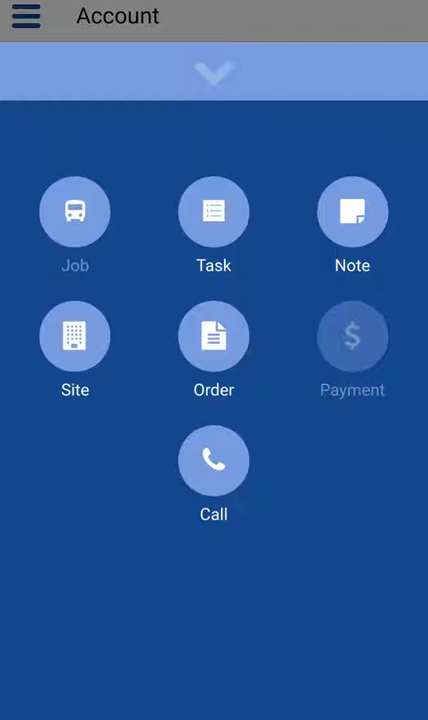 Account
Job
Task
Note
Site
Order
Payment
Call